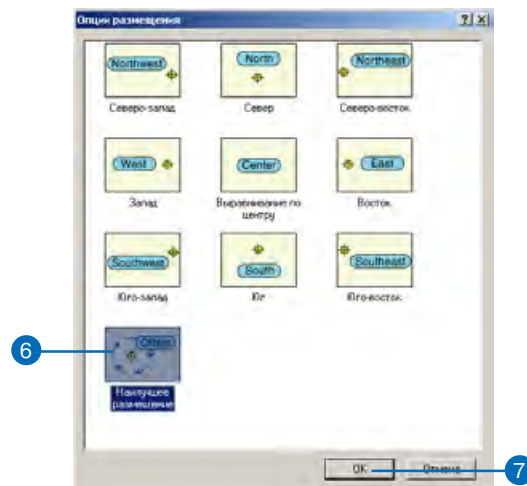 Опции размещения
Northwest
North
Northeast
Северо-запад
Север
Северо-восток
West
Center
East
Запад
Выравнивание по
центру
Восток
Southwest
South
Southeast
Юго-запад
Юг
Юго-восток
6
Offset
Наилучшее
размещение
OK
Отмена
7